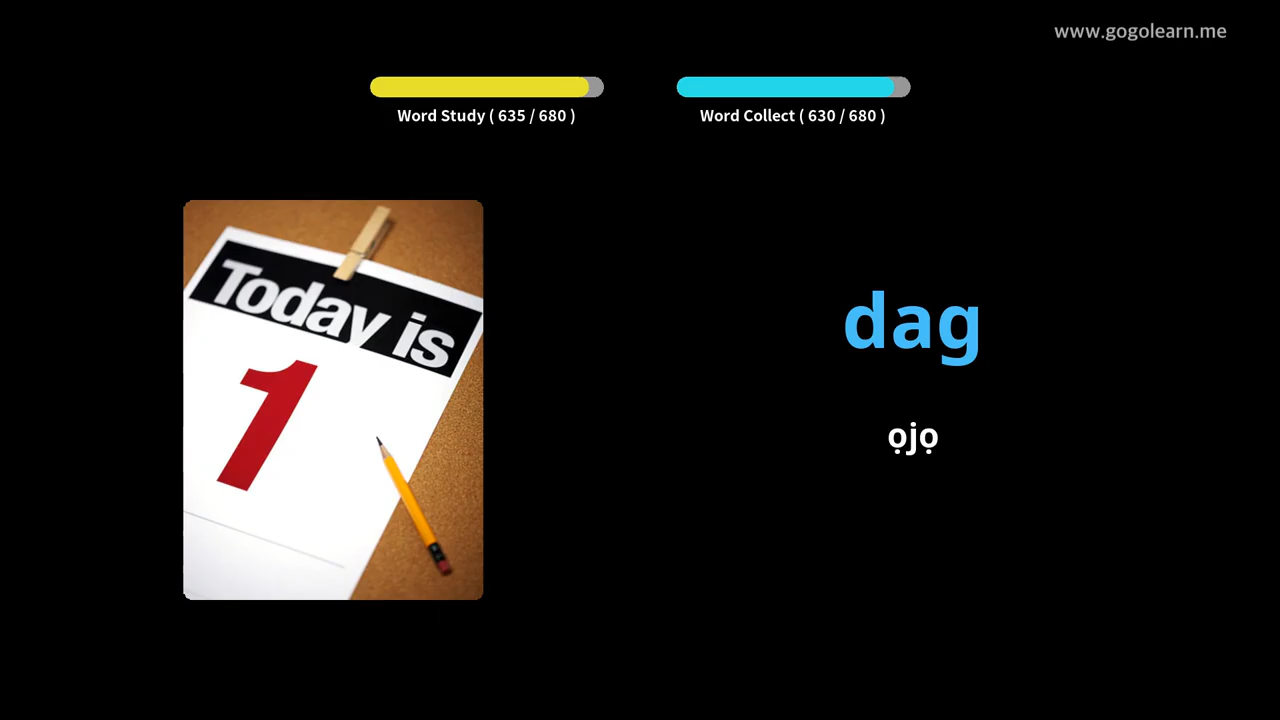 www.gogolearn.me
Word Study ( 635 / 680 )
Word Collect ( 630 / 680 )
Today is
1
dag
ọjọ